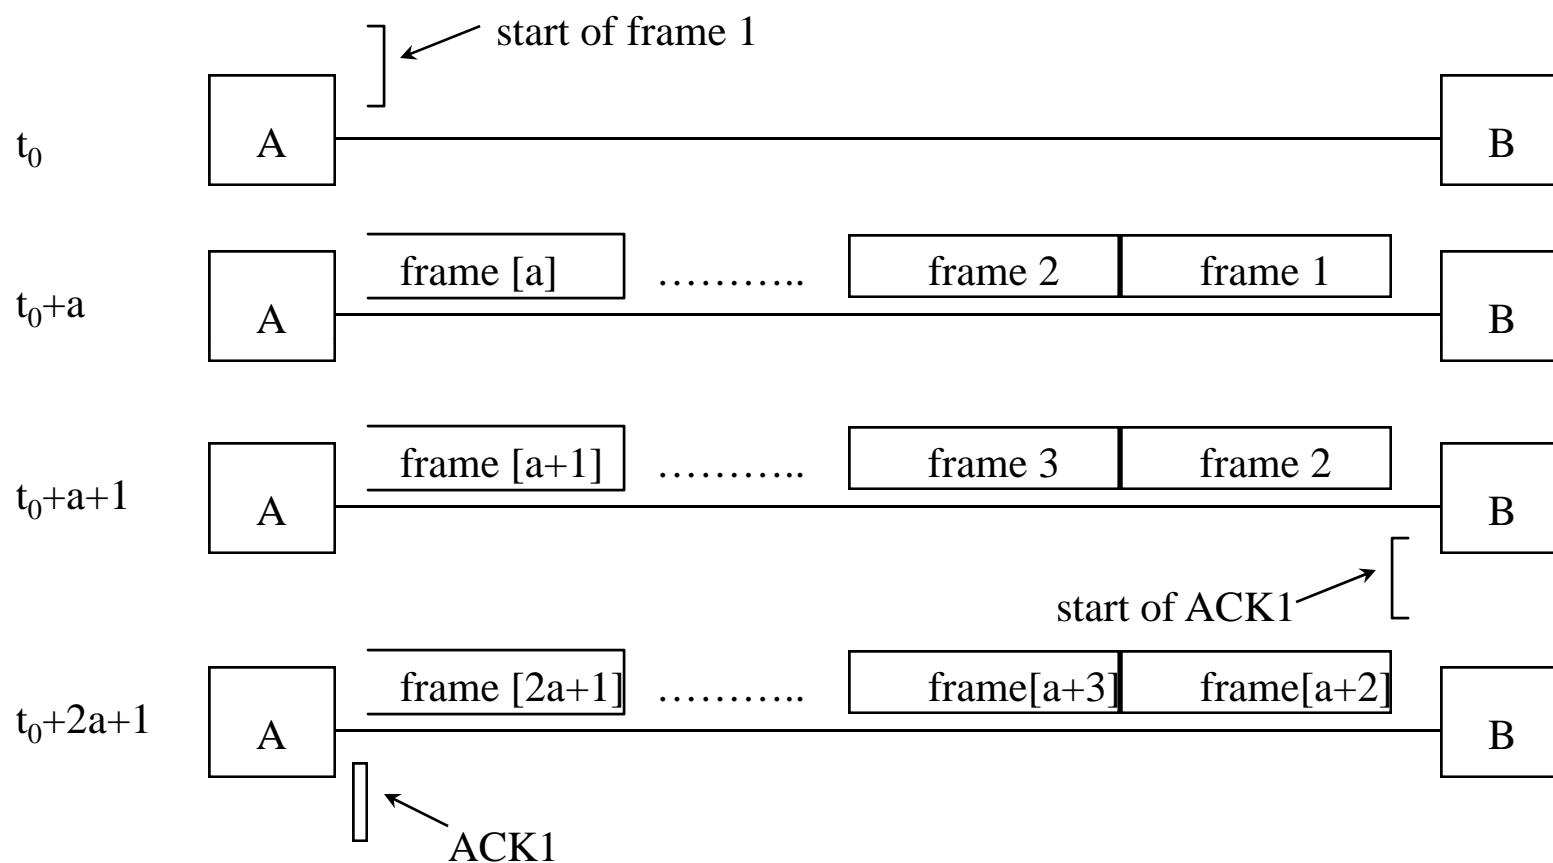 start of frame 1
t₀ A B
frame [a] ……….. frame 2 frame 1
t₀+a A B
frame [a+1] ……….. frame 3 frame 2
t₀+a+1 A B
start of ACK1
frame [2a+1] ……….. frame[a+3] frame[a+2]
t₀+2a+1 A B
ACK1